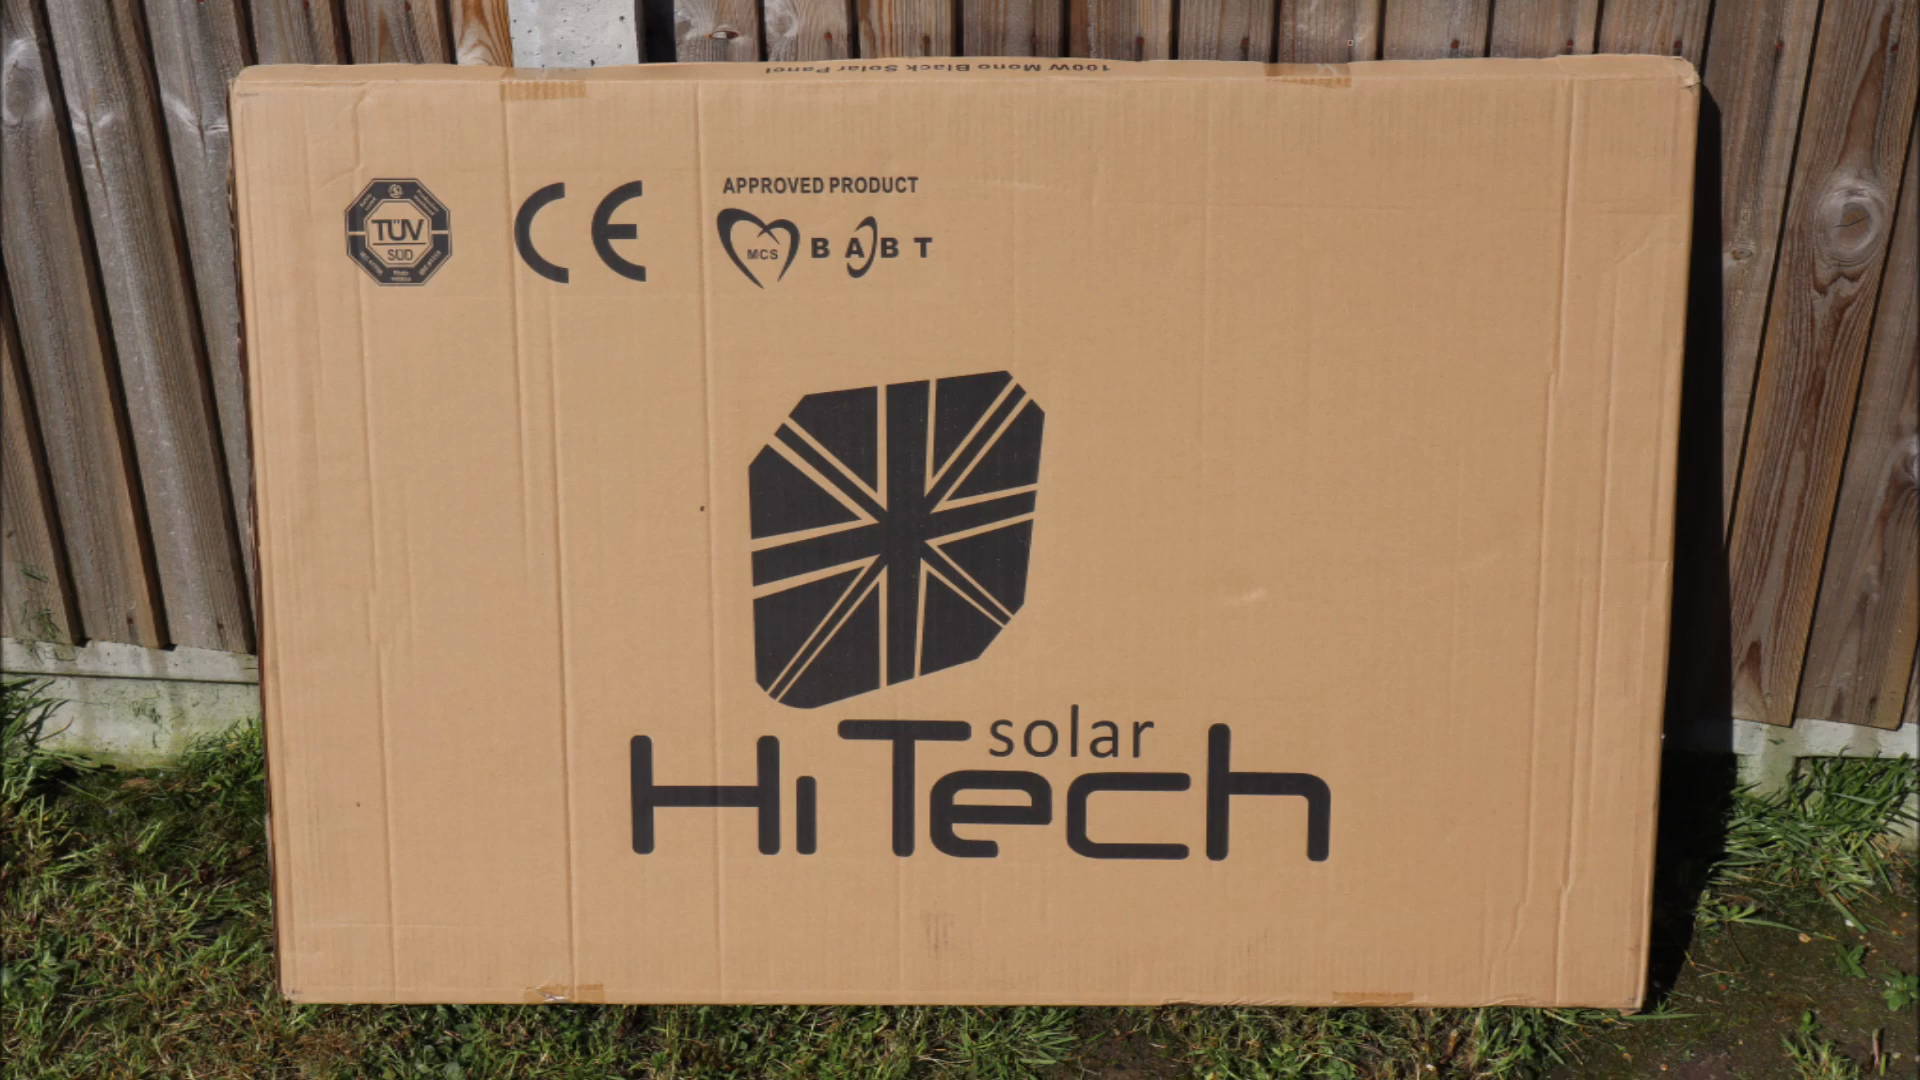 100W Mono Black Solar Panel
TÜV
SÜD
CE
APPROVED PRODUCT
MCS
BABT
solar
HiTech